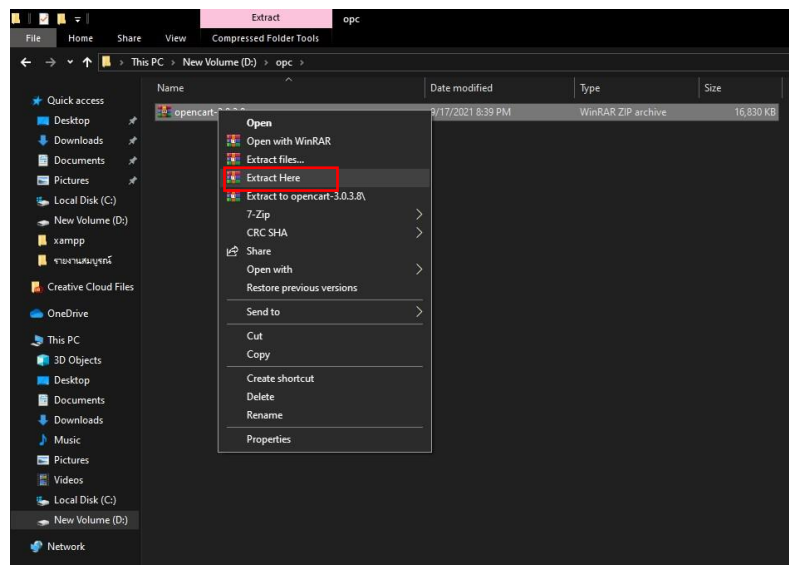 Extract
opc
File
Home
Share
View
Compressed Folder Tools
This PC > New Volume (D:) > opc >
Name
Date modified
Type
Size
9/17/2021 8:39 PM
WinRAR ZIP archive
16,830 KB
Quick access
Desktop
Downloads
Documents
Pictures
Local Disk (C:)
New Volume (D:)
xampp
รายงานสมบูรณ์
Creative Cloud Files
OneDrive
This PC
3D Objects
Desktop
Documents
Downloads
Music
Pictures
Videos
Local Disk (C:)
New Volume (D:)
Network
Open
Open with WinRAR
Extract files...
Extract Here
Extract to opencart-3.0.3.8\
7-Zip
CRC SHA
Share
Open with
Restore previous versions
Send to
Cut
Copy
Create shortcut
Delete
Rename
Properties